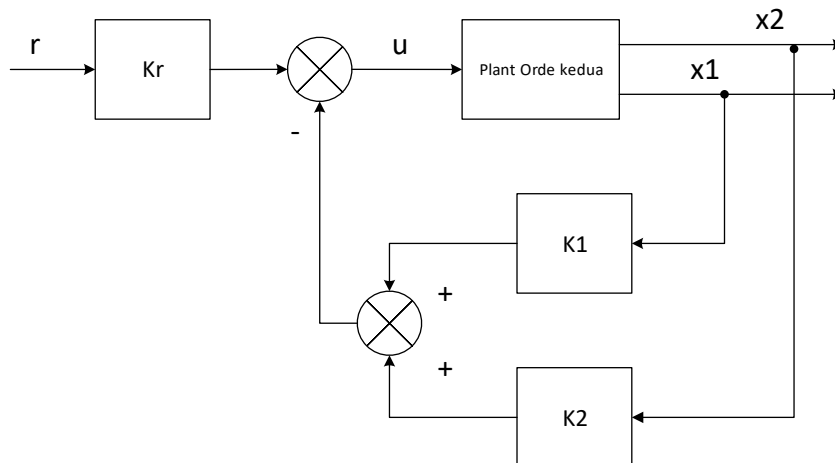 x2
r
u
Kr
Plant Orde kedua
x1
-
K1
+
+
K2